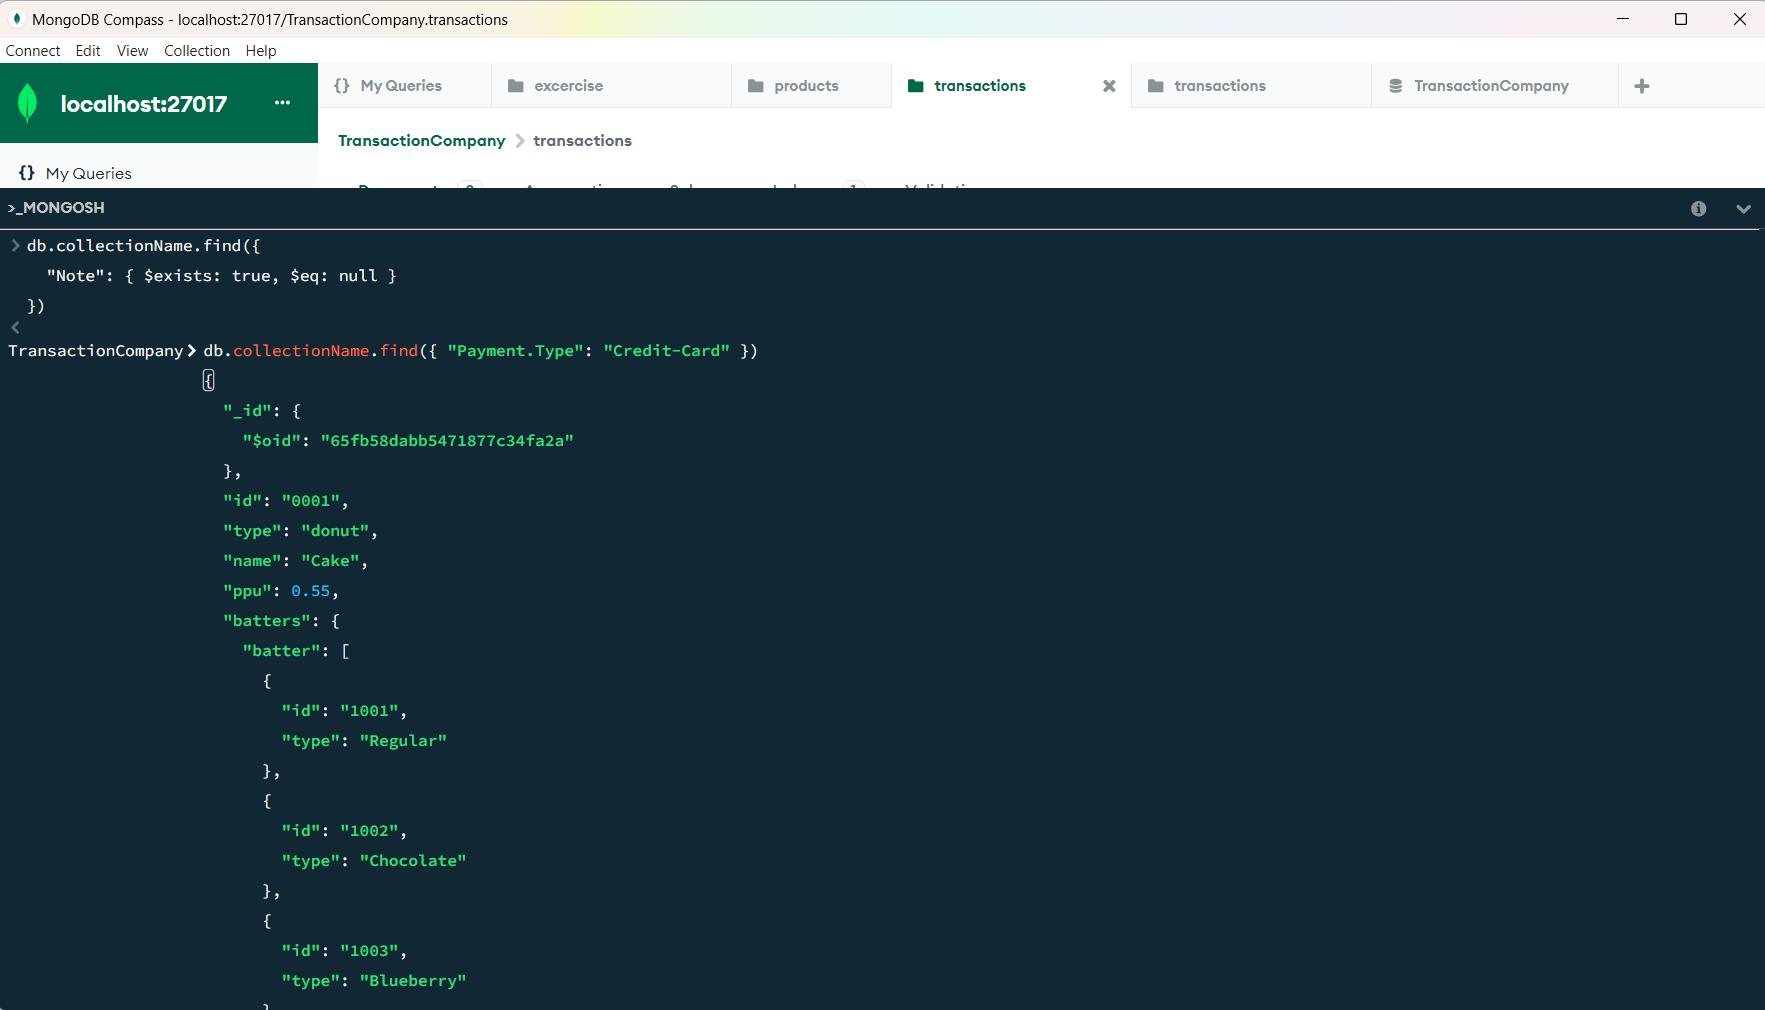 MongoDB Compass - localhost:27017/TransactionCompany.transactions
Connect Edit View Collection Help
localhost:27017 ...
{} My Queries excercise products transactions transactions TransactionCompany +
TransactionCompany > transactions
{} My Queries
>_MONGOSH
> db.collectionName.find({
"Note": { $exists: true, $eq: null }
})
<
TransactionCompany> db.collectionName.find({ "Payment.Type": "Credit-Card" })
{
"_id": {
"$oid": "65fb58dabb5471877c34fa2a"
},
"id": "0001",
"type": "donut",
"name": "Cake",
"ppu": 0.55,
"batters": {
"batter": [
{
"id": "1001",
"type": "Regular"
},
{
"id": "1002",
"type": "Chocolate"
},
{
"id": "1003",
"type": "Blueberry"